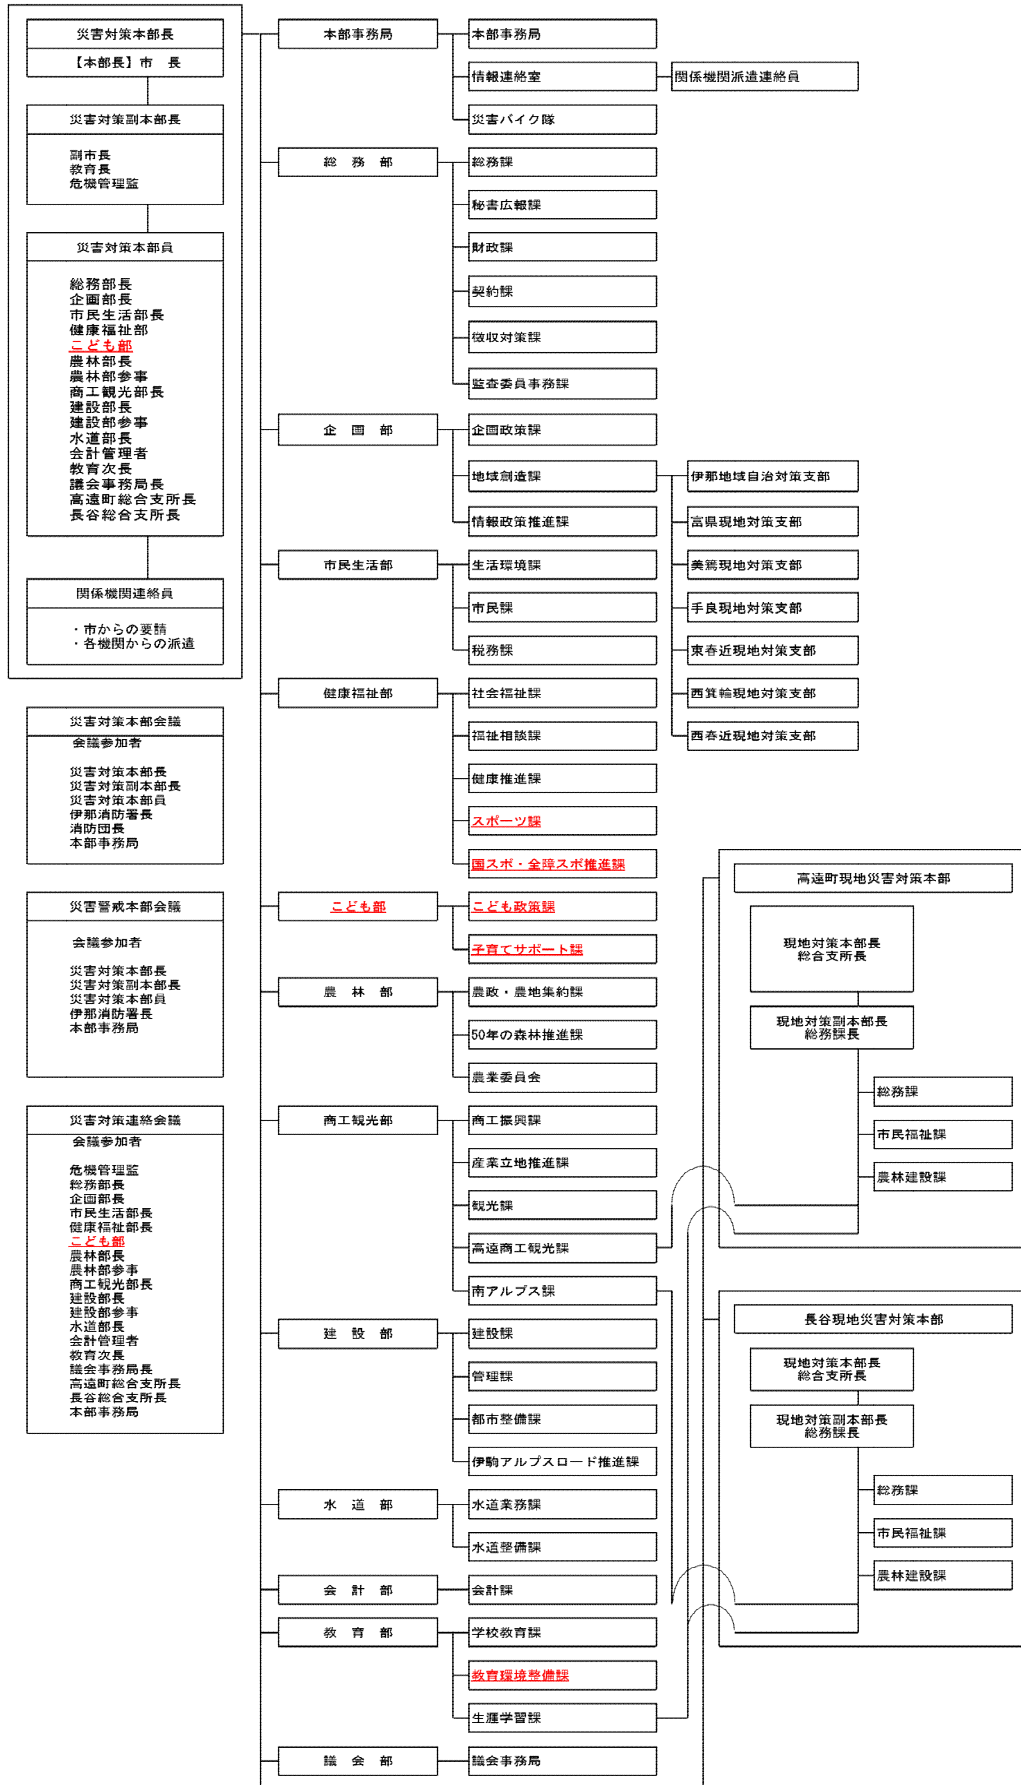 災害対策本部長
【本部長】市　長
災害対策副本部長
副市長
教育長
危機管理監
災害対策本部員
総務部長
企画部長
市民生活部長
健康福祉部
こども部
農林部長
農林部参事
商工観光部長
建設部長
建設部参事
水道部長
会計管理者
教育次長
議会事務局長
高遠町総合支所長
長谷総合支所長
関係機関連絡員
・市からの要請
・各機関からの派遣
災害対策本部会議
会議参加者
災害対策本部長
災害対策副本部長
災害対策本部員
伊那消防署長
消防団長
本部事務局
災害警戒本部会議
会議参加者
災害対策本部長
災害対策副本部長
災害対策本部員
伊那消防署長
本部事務局
災害対策連絡会議
会議参加者
危機管理監
総務部長
企画部長
市民生活部長
健康福祉部長
こども部
農林部長
農林部参事
商工観光部長
建設部長
建設部参事
水道部長
会計管理者
教育次長
議会事務局長
高遠町総合支所長
長谷総合支所長
本部事務局
本部事務局
本部事務局
情報連絡室
関係機関派遣連絡員
災害バイク隊
総　務　部
総務課
秘書広報課
財政課
契約課
徴収対策課
監査委員事務課
企　画　部
企画政策課
地域創造課
情報政策推進課
伊那地域自治対策支部
富県現地対策支部
美篶現地対策支部
手良現地対策支部
東春近現地対策支部
西箕輪現地対策支部
西春近現地対策支部
市民生活部
生活環境課
市民課
税務課
健康福祉部
社会福祉課
福祉相談課
健康推進課
スポーツ課
国スポ・全障スポ推進課
こども部
こども政策課
子育てサポート課
農　林　部
農政・農地集約課
50年の森林推進課
農業委員会
商工観光部
商工振興課
産業立地推進課
観光課
高遠商工観光課
南アルプス課
建　設　部
建設課
管理課
都市整備課
伊駒アルプスロード推進課
水　道　部
水道業務課
水道整備課
会　計　部
会計課
教　育　部
学校教育課
教育環境整備課
生涯学習課
議　会　部
議会事務局
高遠町現地災害対策本部
現地対策本部長
総合支所長
現地対策副本部長
総務課長
総務課
市民福祉課
農林建設課
長谷現地災害対策本部
現地対策本部長
総合支所長
現地対策副本部長
総務課長
総務課
市民福祉課
農林建設課